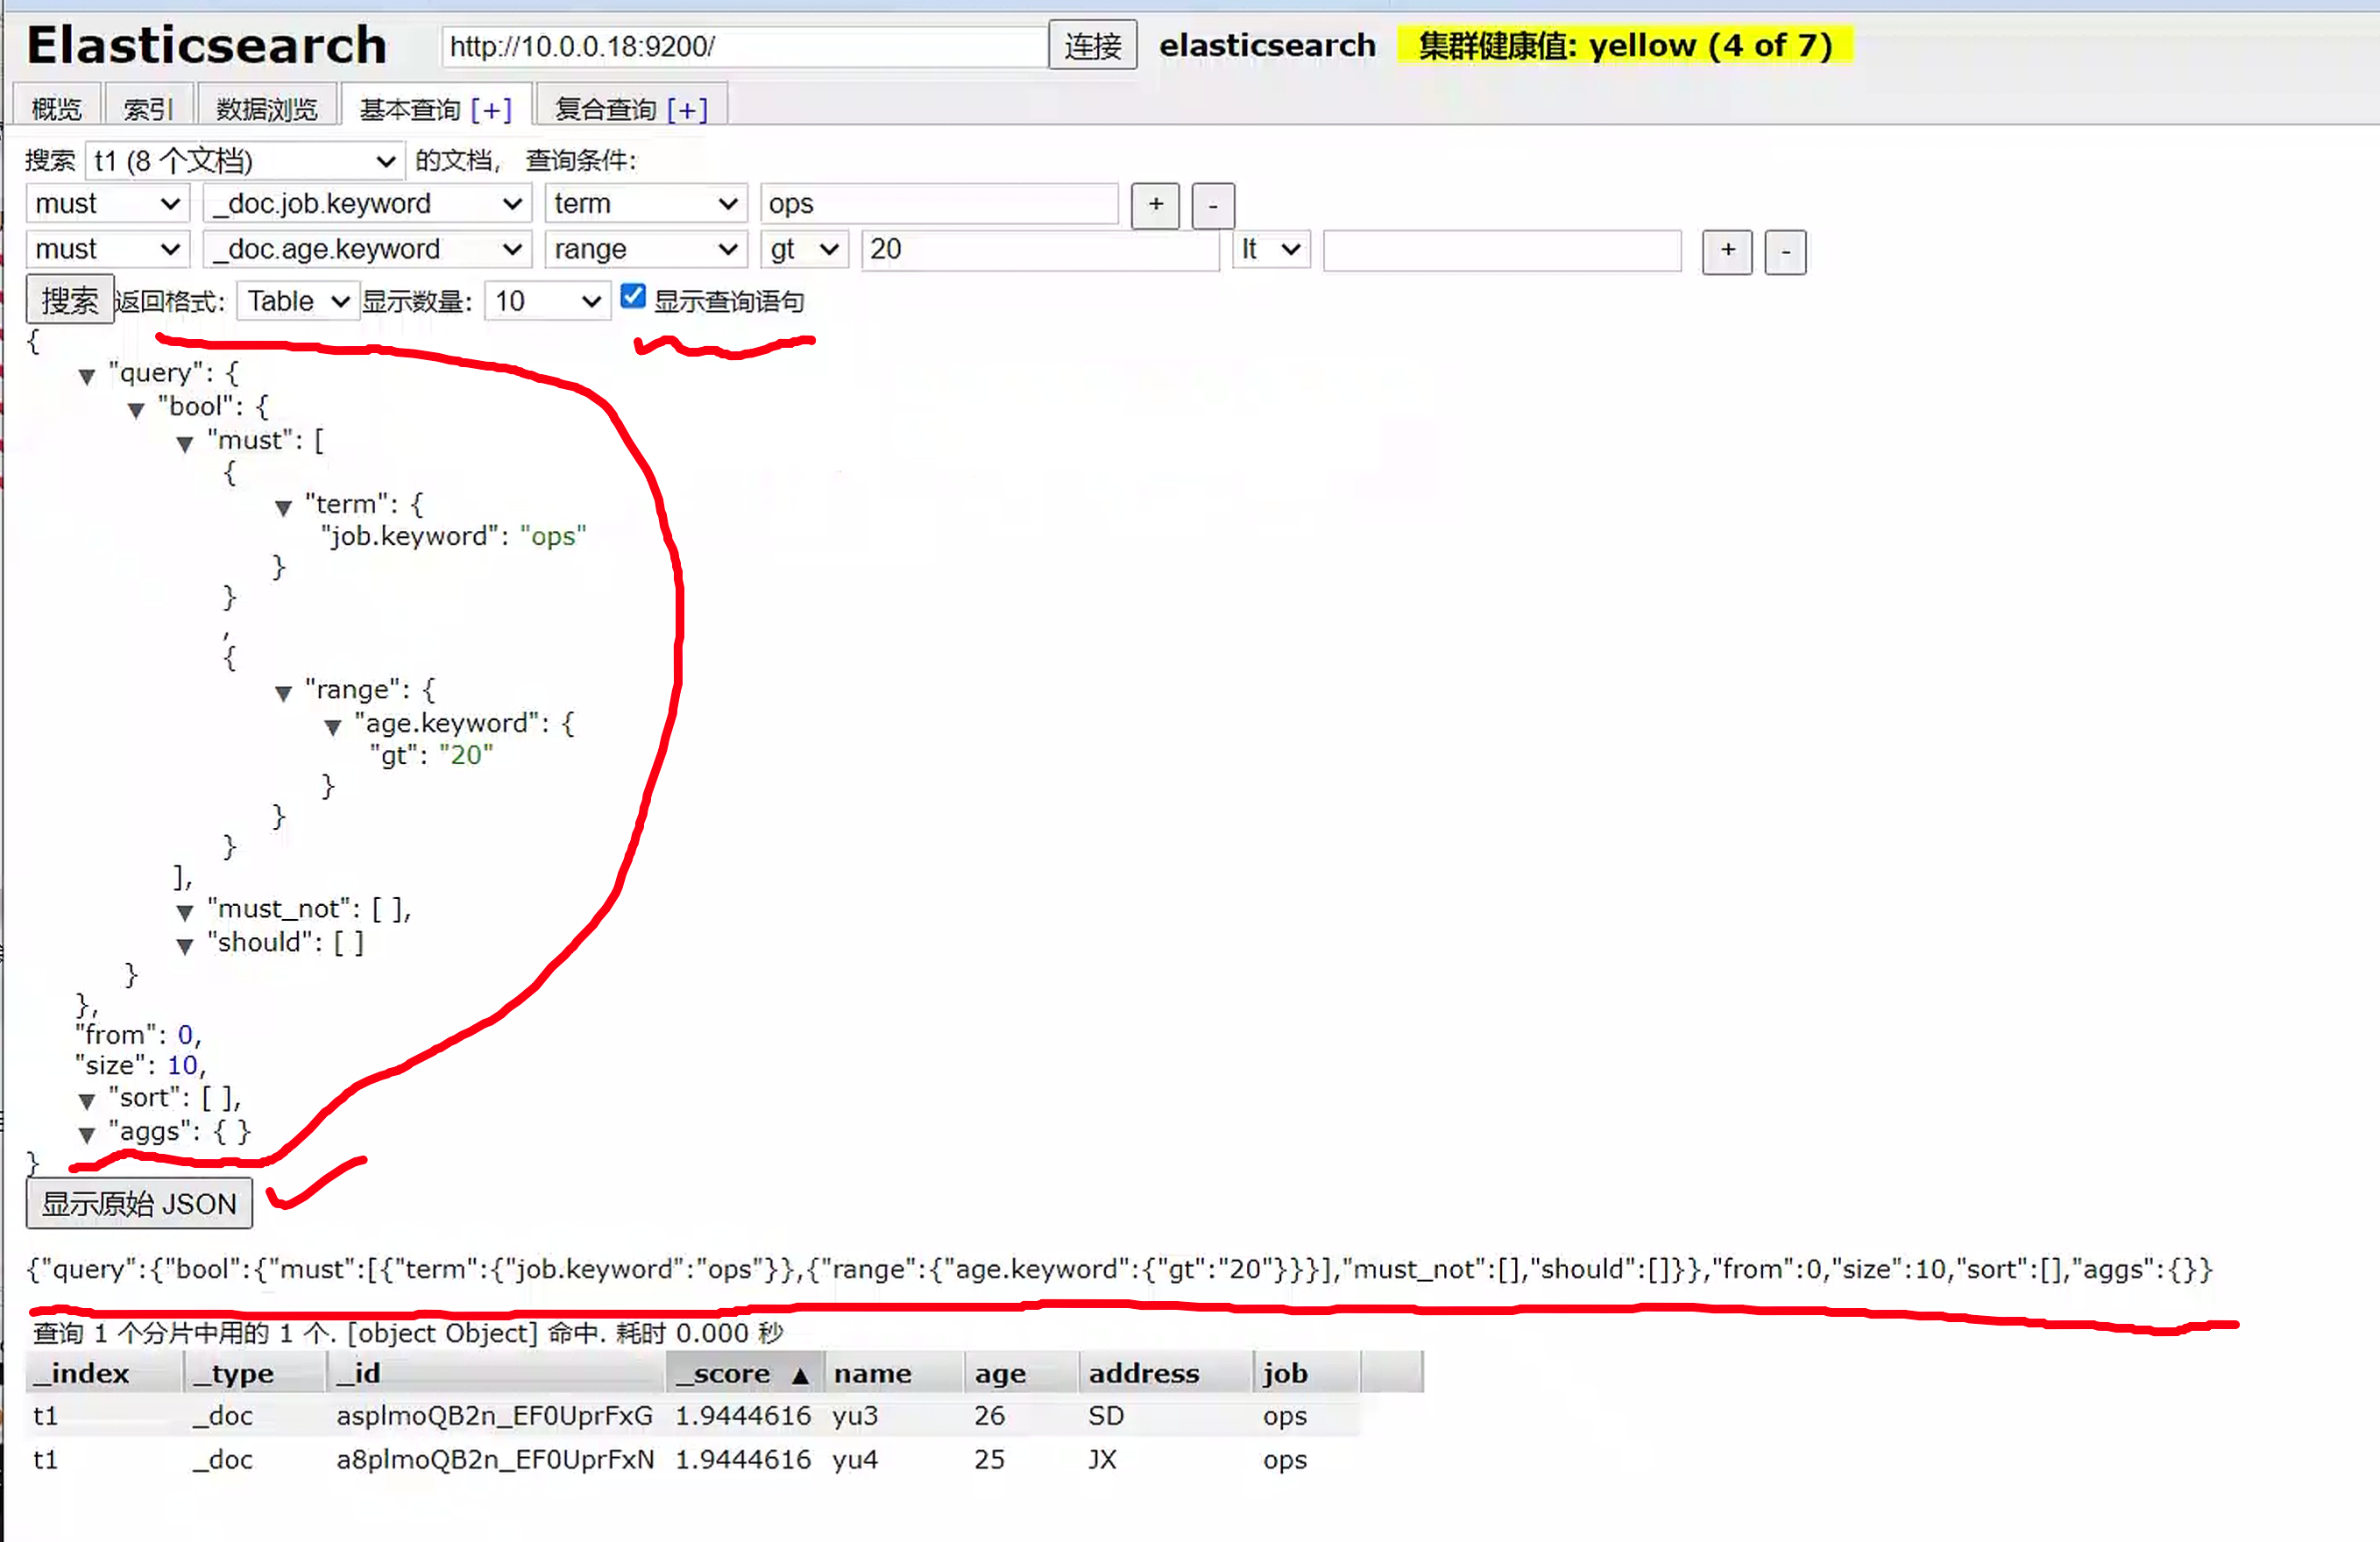 Elasticsearch http://10.0.0.18:9200/ 连接 elasticsearch 集群健康值: yellow (4 of 7)
概览 索引 数据浏览 基本查询 [+] 复合查询 [+]
搜索 t1 (8 个文档) 的文档, 查询条件:
must _doc.job.keyword term ops + -
must _doc.age.keyword range gt 20 lt + -
搜索 返回格式: Table 显示数量: 10 显示查询语句
{
▼ "query": {
▼ "bool": {
▼ "must": [
{
▼ "term": {
"job.keyword": "ops"
}
}
,
{
▼ "range": {
▼ "age.keyword": {
"gt": "20"
}
}
}
],
▼ "must_not": [ ],
▼ "should": [ ]
}
},
"from": 0,
"size": 10,
▼ "sort": [ ],
▼ "aggs": { }
}
显示原始 JSON
{"query":{"bool":{"must":[{"term":{"job.keyword":"ops"}},{"range":{"age.keyword":{"gt":"20"}}}],"must_not":[],"should":[]}},"from":0,"size":10,"sort":[],"aggs":{}}
查询 1 个分片中用的 1 个. [object Object] 命中. 耗时 0.000 秒
_index _type _id _score ▲ name age address job
t1 _doc asplmoQB2n_EF0UprFxG 1.9444616 yu3 26 SD ops
t1 _doc a8plmoQB2n_EF0UprFxN 1.9444616 yu4 25 JX ops